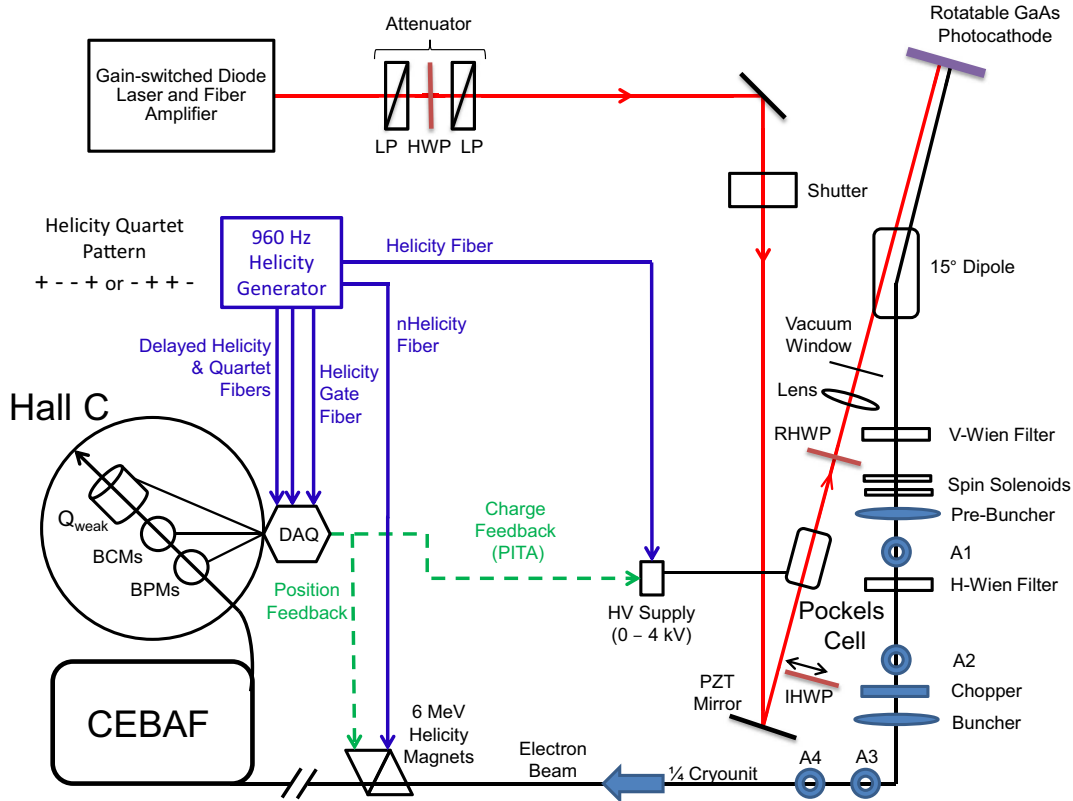 Rotatable GaAs
Photocathode
Attenuator
Gain-switched Diode
Laser and Fiber
Amplifier
LP
HWP
LP
Shutter
Helicity Quartet
Pattern
+ - - + or - + + -
960 Hz
Helicity
Generator
Helicity Fiber
15° Dipole
nHelicity
Fiber
Delayed Helicity
& Quartet
Fibers
Helicity
Gate
Fiber
Vacuum
Window
Lens
Hall C
RHWP
V-Wien Filter
Spin Solenoids
Pre-Buncher
Qweak
BCMs
BPMs
DAQ
Charge
Feedback
(PITA)
A1
H-Wien Filter
Position
Feedback
HV Supply
(0 – 4 kV)
Pockels
Cell
A2
Chopper
Buncher
IHWP
PZT
Mirror
CEBAF
6 MeV
Helicity
Magnets
Electron
Beam
¼ Cryounit
A4
A3